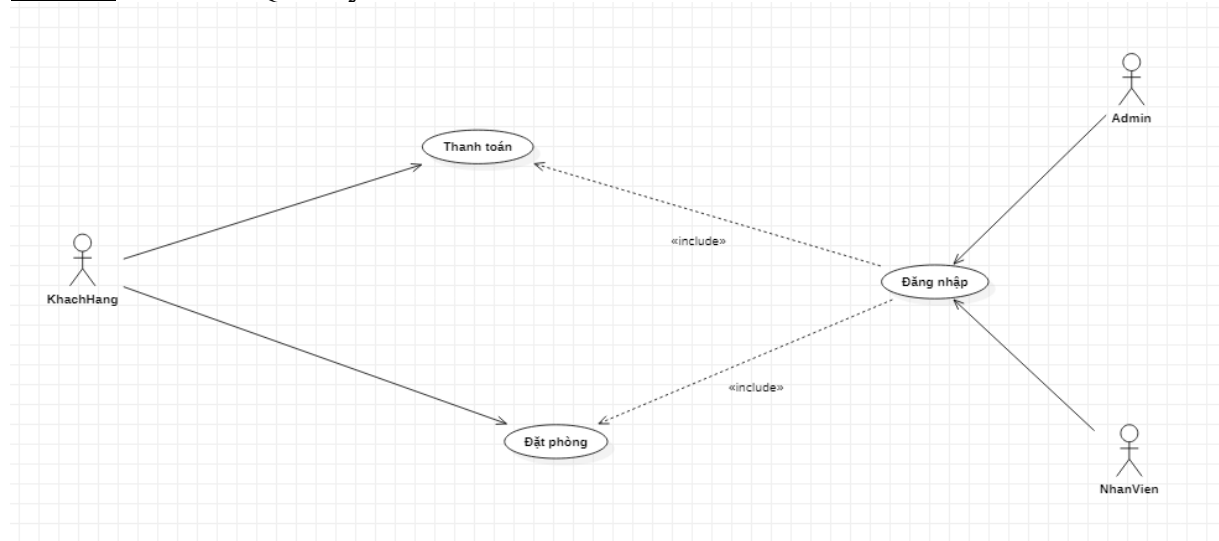 Admin
Thanh toán
«include»
KhachHang
Đăng nhập
«include»
Đặt phòng
NhanVien